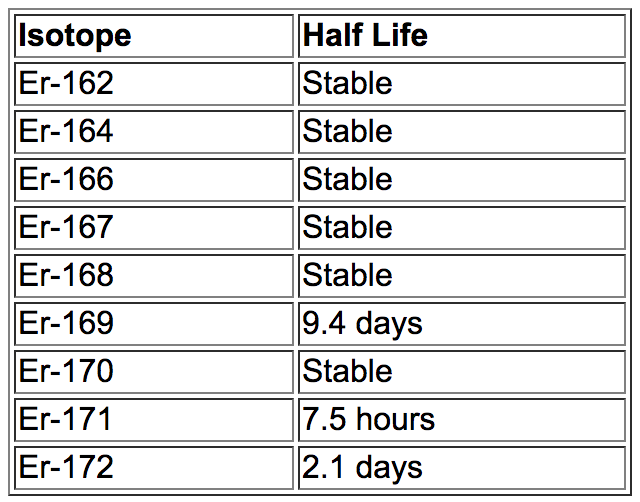 Isotope Half Life
Er-162 Stable
Er-164 Stable
Er-166 Stable
Er-167 Stable
Er-168 Stable
Er-169 9.4 days
Er-170 Stable
Er-171 7.5 hours
Er-172 2.1 days